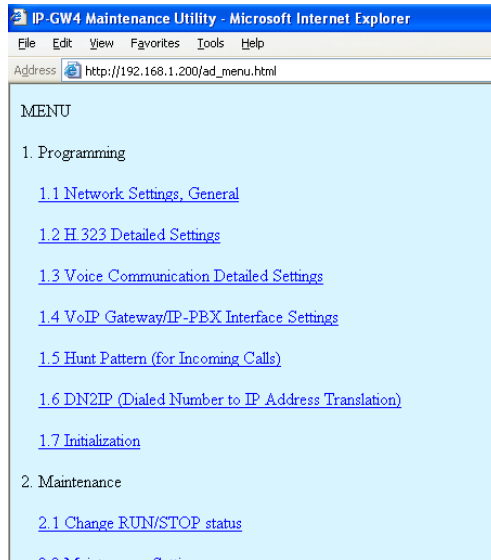 IP-GW4 Maintenance Utility - Microsoft Internet Explorer
File Edit View Favorites Tools Help
Address http://192.168.1.200/ad_menu.html
MENU
1. Programming
1.1 Network Settings, General
1.2 H.323 Detailed Settings
1.3 Voice Communication Detailed Settings
1.4 VoIP Gateway/IP-PBX Interface Settings
1.5 Hunt Pattern (for Incoming Calls)
1.6 DN2IP (Dialed Number to IP Address Translation)
1.7 Initialization
2. Maintenance
2.1 Change RUN/STOP status